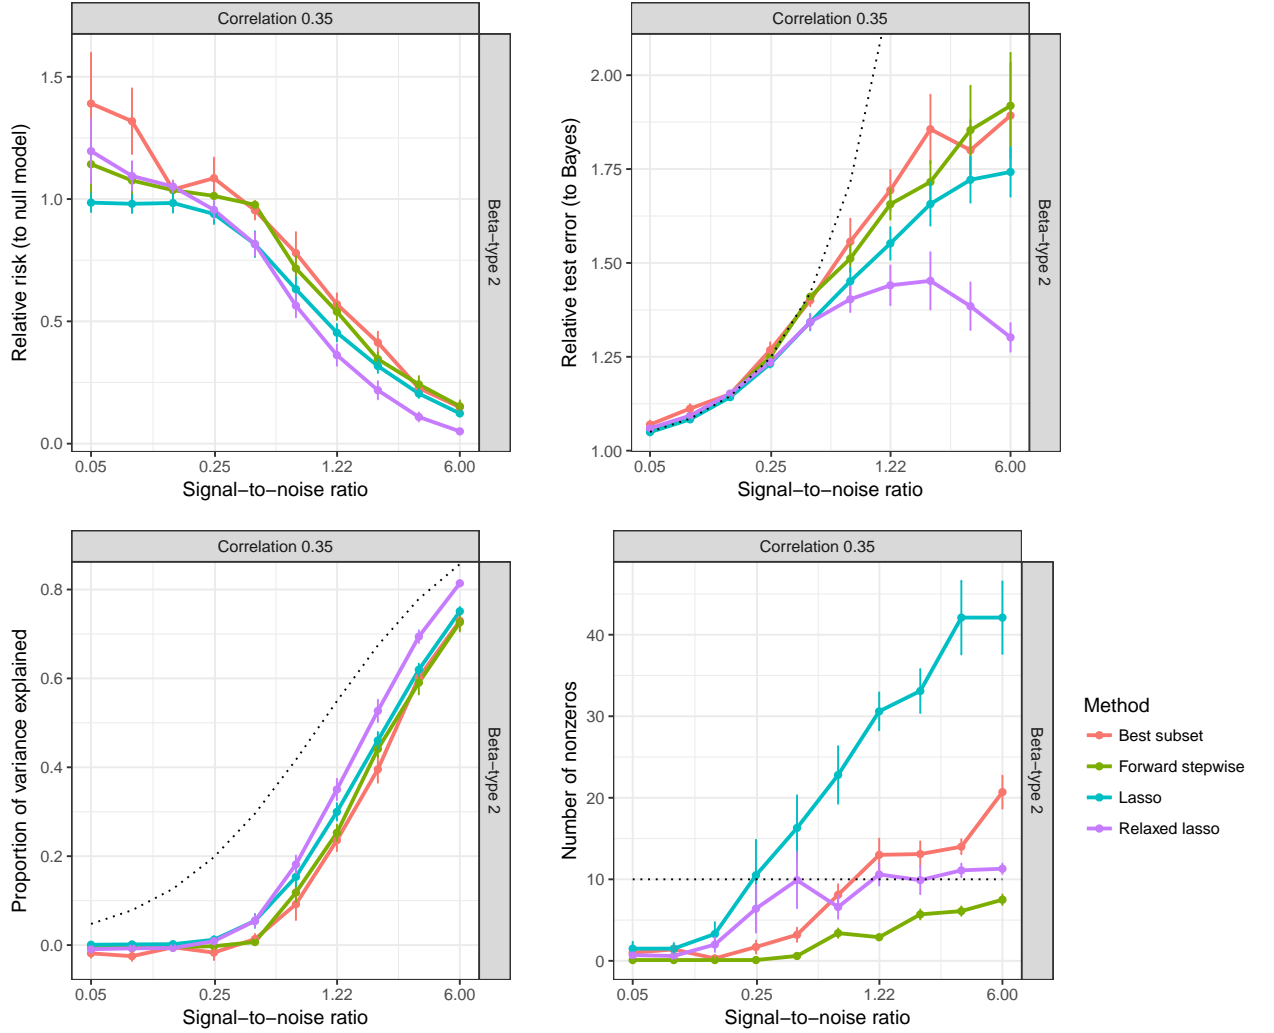 Correlation 0.35
Relative risk (to null model)
1.5
1.0
0.5
0.0
Beta−type 2
0.05
0.25
1.22
6.00
Signal−to−noise ratio
Correlation 0.35
Relative test error (to Bayes)
2.00
1.75
1.50
1.25
1.00
Beta−type 2
0.05
0.25
1.22
6.00
Signal−to−noise ratio
Correlation 0.35
Proportion of variance explained
0.8
0.6
0.4
0.2
0.0
Beta−type 2
0.05
0.25
1.22
6.00
Signal−to−noise ratio
Correlation 0.35
Number of nonzeros
40
30
20
10
0
Beta−type 2
0.05
0.25
1.22
6.00
Signal−to−noise ratio
Method
Best subset
Forward stepwise
Lasso
Relaxed lasso